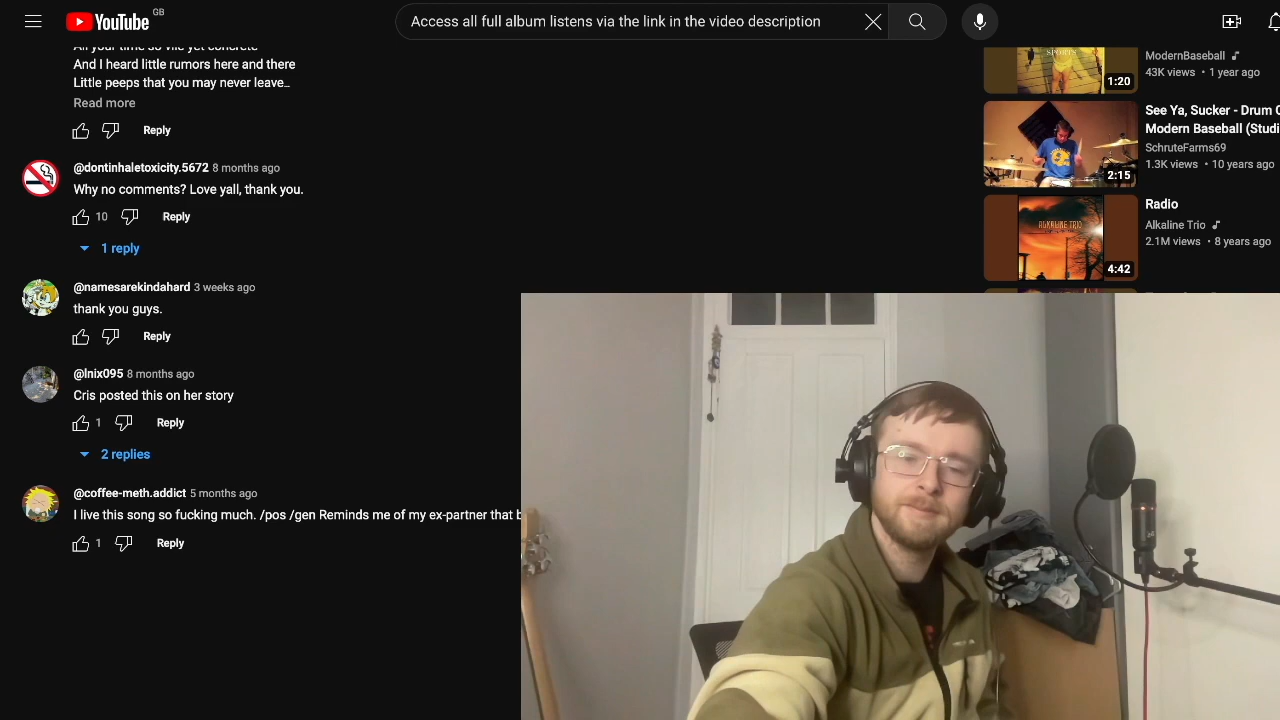 YouTube GB
Access all full album listens via the link in the video description
All your time so vile yet concrete
And I heard little rumors here and there
Little peeps that you may never leave…
Read more
Reply
@dontinhaletoxicity.5672 8 months ago
Why no comments? Love yall, thank you.
10 Reply
1 reply
@namesarekindahard 3 weeks ago
thank you guys.
Reply
@lnix095 8 months ago
Cris posted this on her story
1 Reply
2 replies
@coffee-meth.addict 5 months ago
I live this song so fucking much. /pos /gen Reminds me of my ex-partner that b
1 Reply
SPORTS
1:20
ModernBaseball
43K views • 1 year ago
2:15
See Ya, Sucker - Drum C
Modern Baseball (Studi
SchruteFarms69
1.3K views • 10 years ago
ALKALINE TRIO
4:42
Radio
Alkaline Trio
2.1M views • 8 years ago